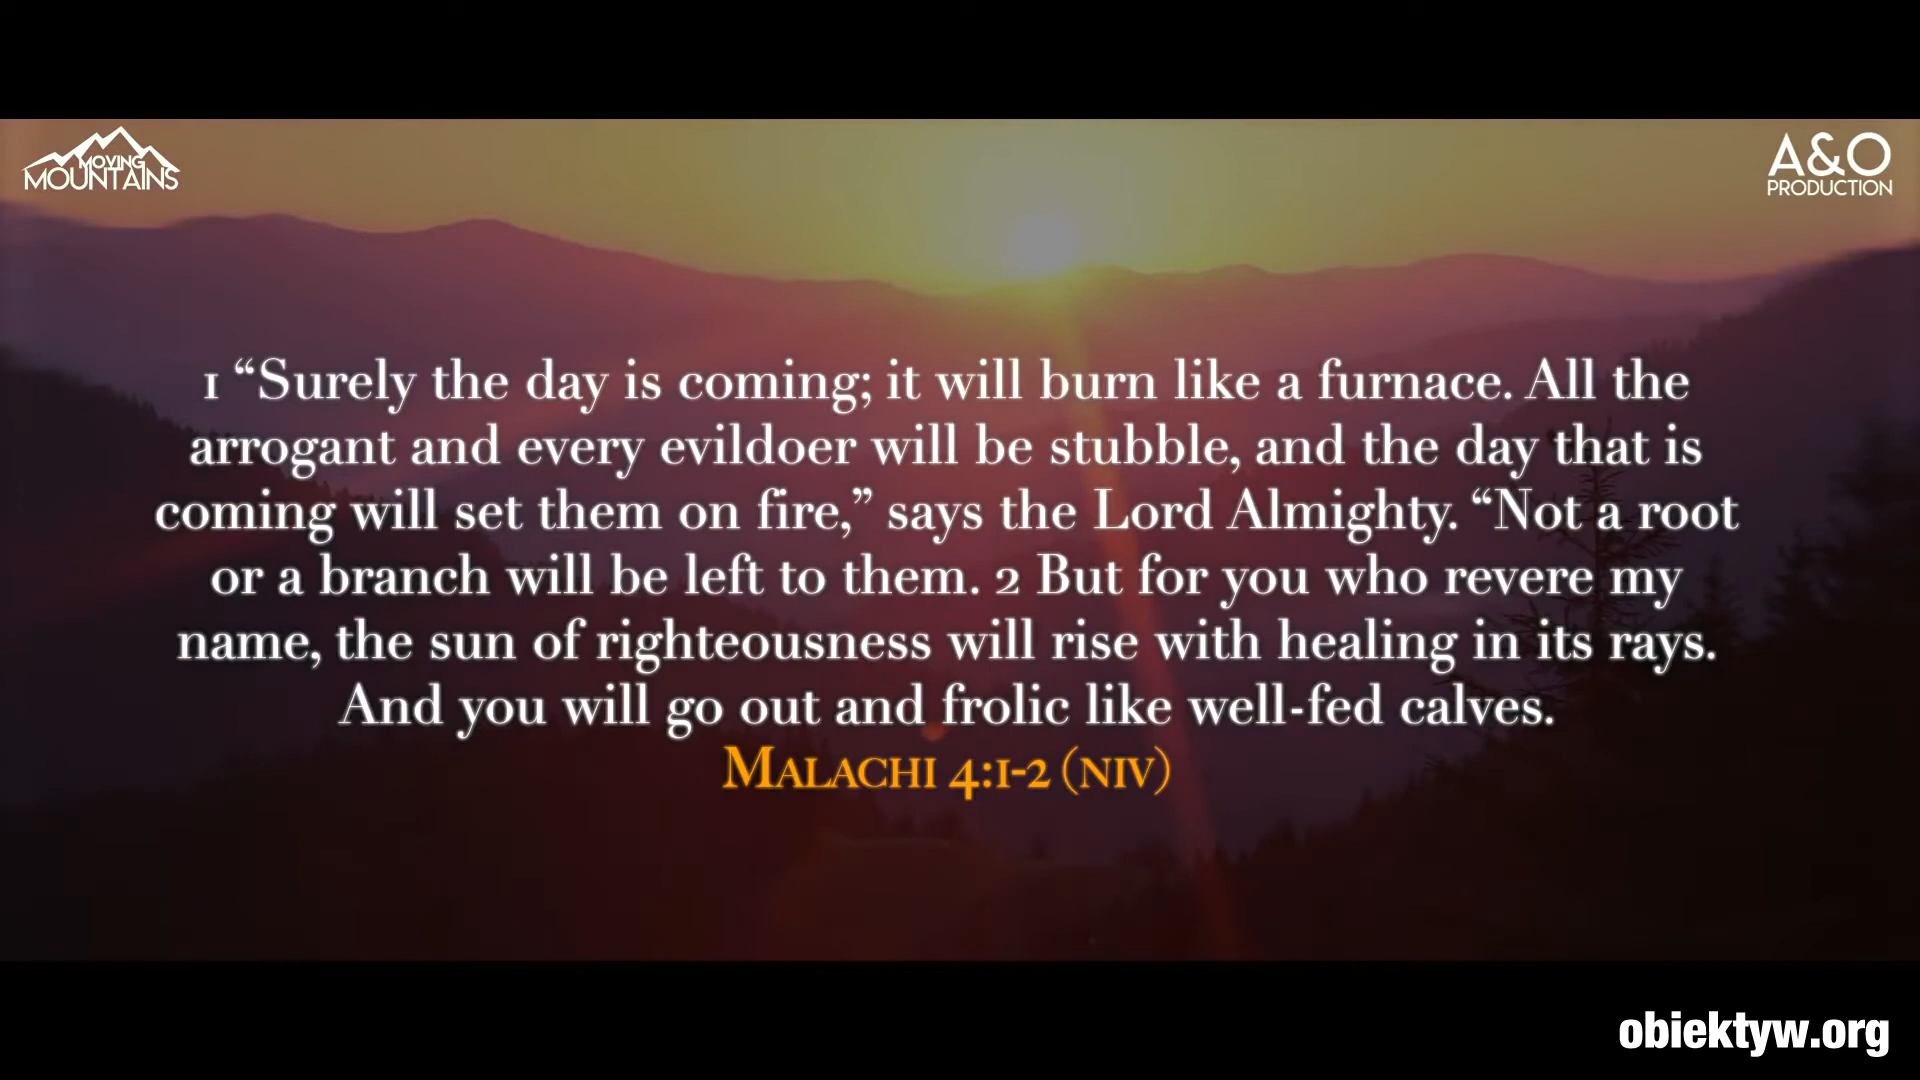 MOVING
MOUNTAINS
A&O
PRODUCTION
1 “Surely the day is coming; it will burn like a furnace. All the
arrogant and every evildoer will be stubble, and the day that is
coming will set them on fire,” says the Lord Almighty. “Not a root
or a branch will be left to them. 2 But for you who revere my
name, the sun of righteousness will rise with healing in its rays.
And you will go out and frolic like well-fed calves.
MALACHI 4:1-2 (NIV)
obiektyw.org